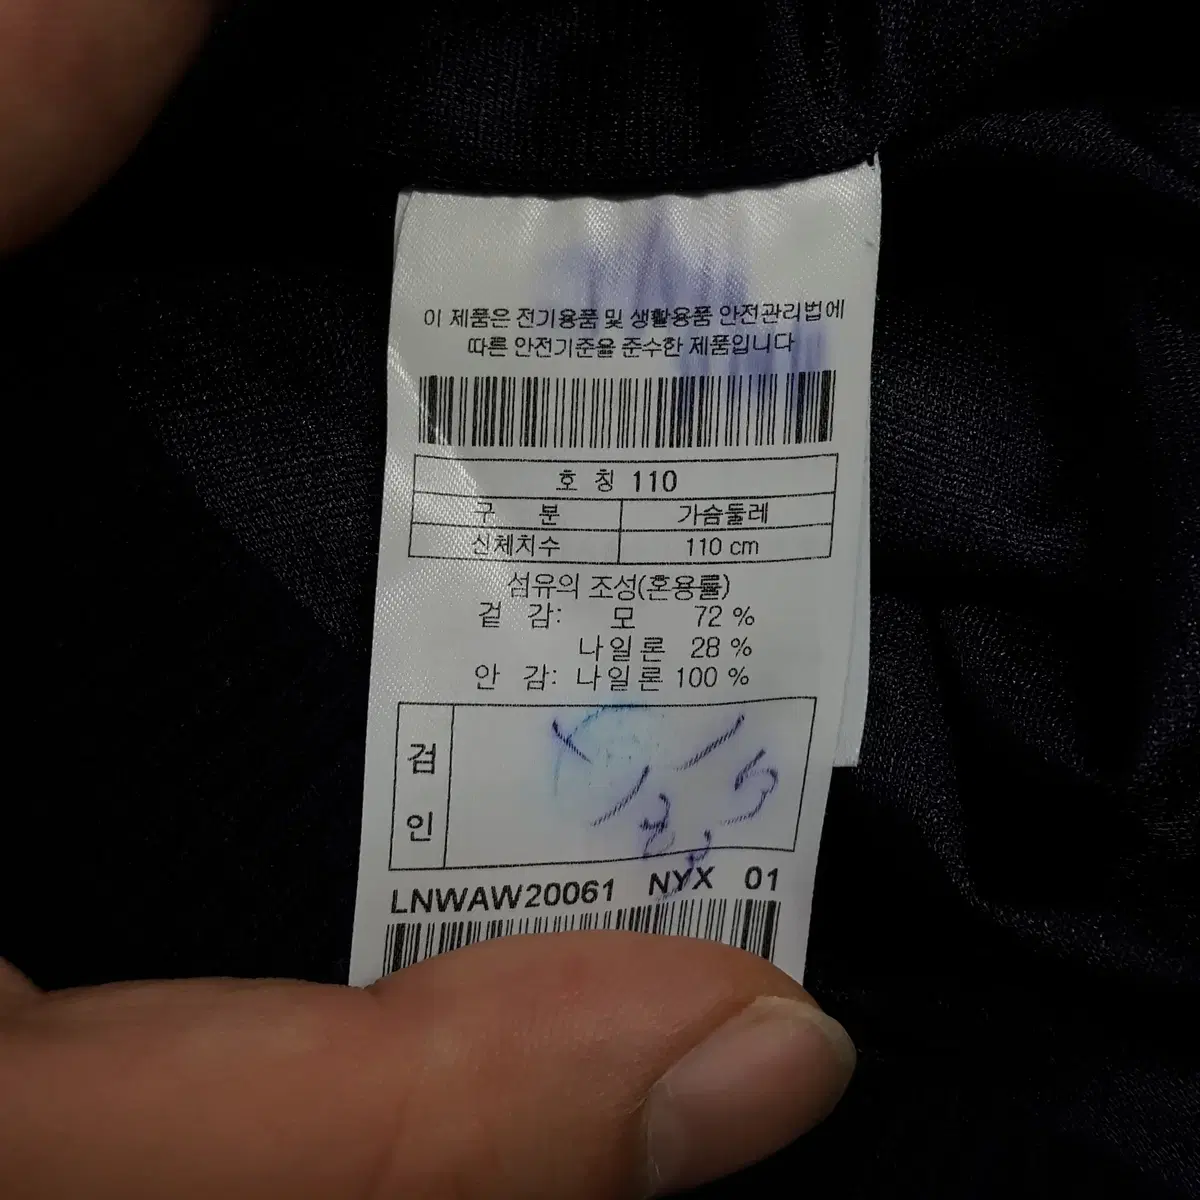 이 제품은 전기용품 및 생활용품 안전관리법에
따른 안전기준을 준수한 제품입니다
호 칭 110
구 분 가슴둘레
신체치수 110 cm
섬유의 조성(혼용률)
겉 감: 모 72 %
나일론 28 %
안 감: 나일론 100 %
검
인
LNWAW20061 NYX 01